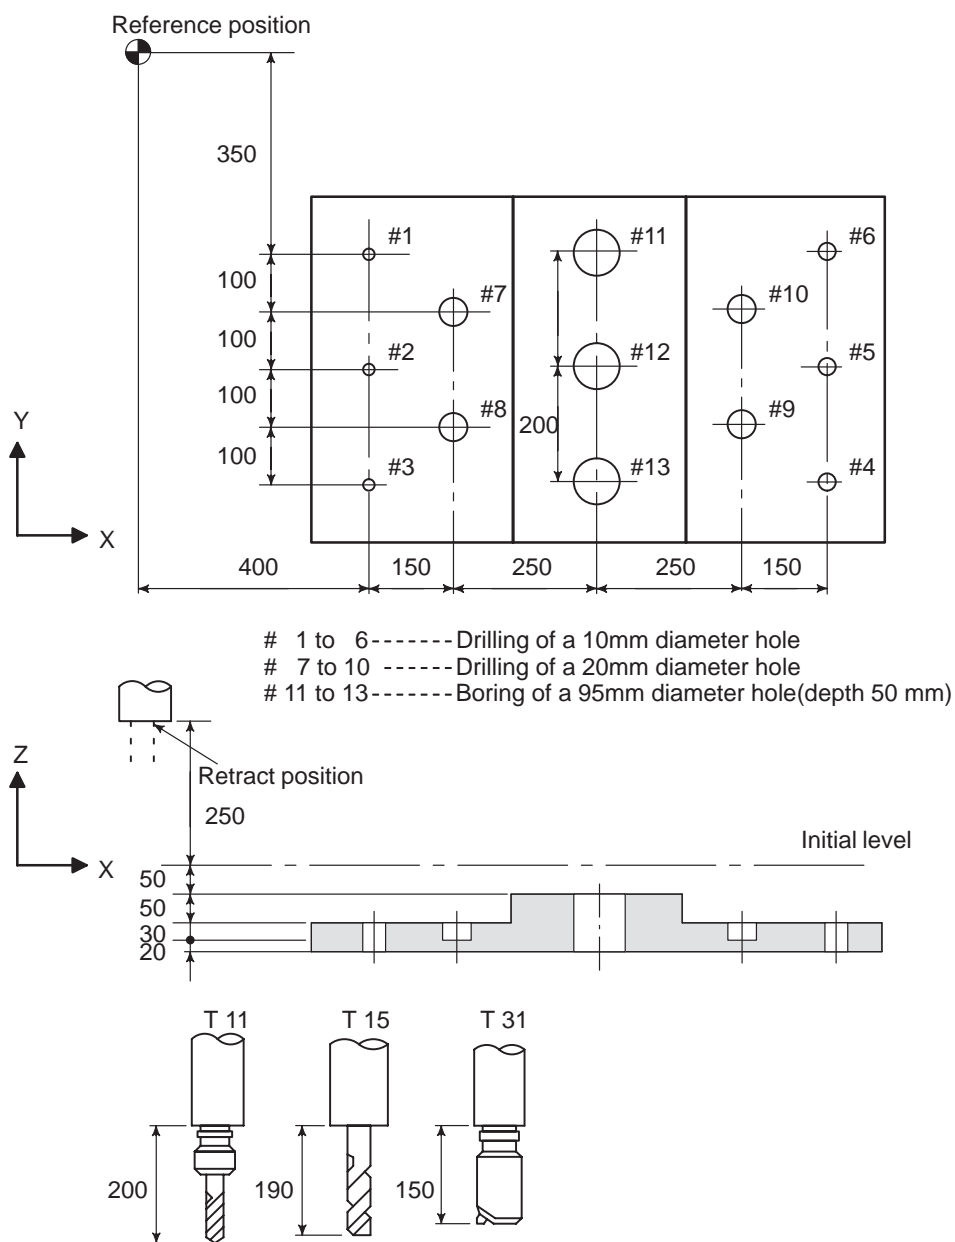 Reference position
350
#1
#11
#6
100
#7
#10
100
#2
#12
#5
100
#8
200
#9
Y
100
#3
#13
#4
X
400
150
250
250
150
# 1 to 6 ------- Drilling of a 10mm diameter hole
# 7 to 10 ------ Drilling of a 20mm diameter hole
# 11 to 13 ------- Boring of a 95mm diameter hole(depth 50 mm)
Z
Retract position
250
Initial level
X
50
50
30
20
T 11
T 15
T 31
200
190
150